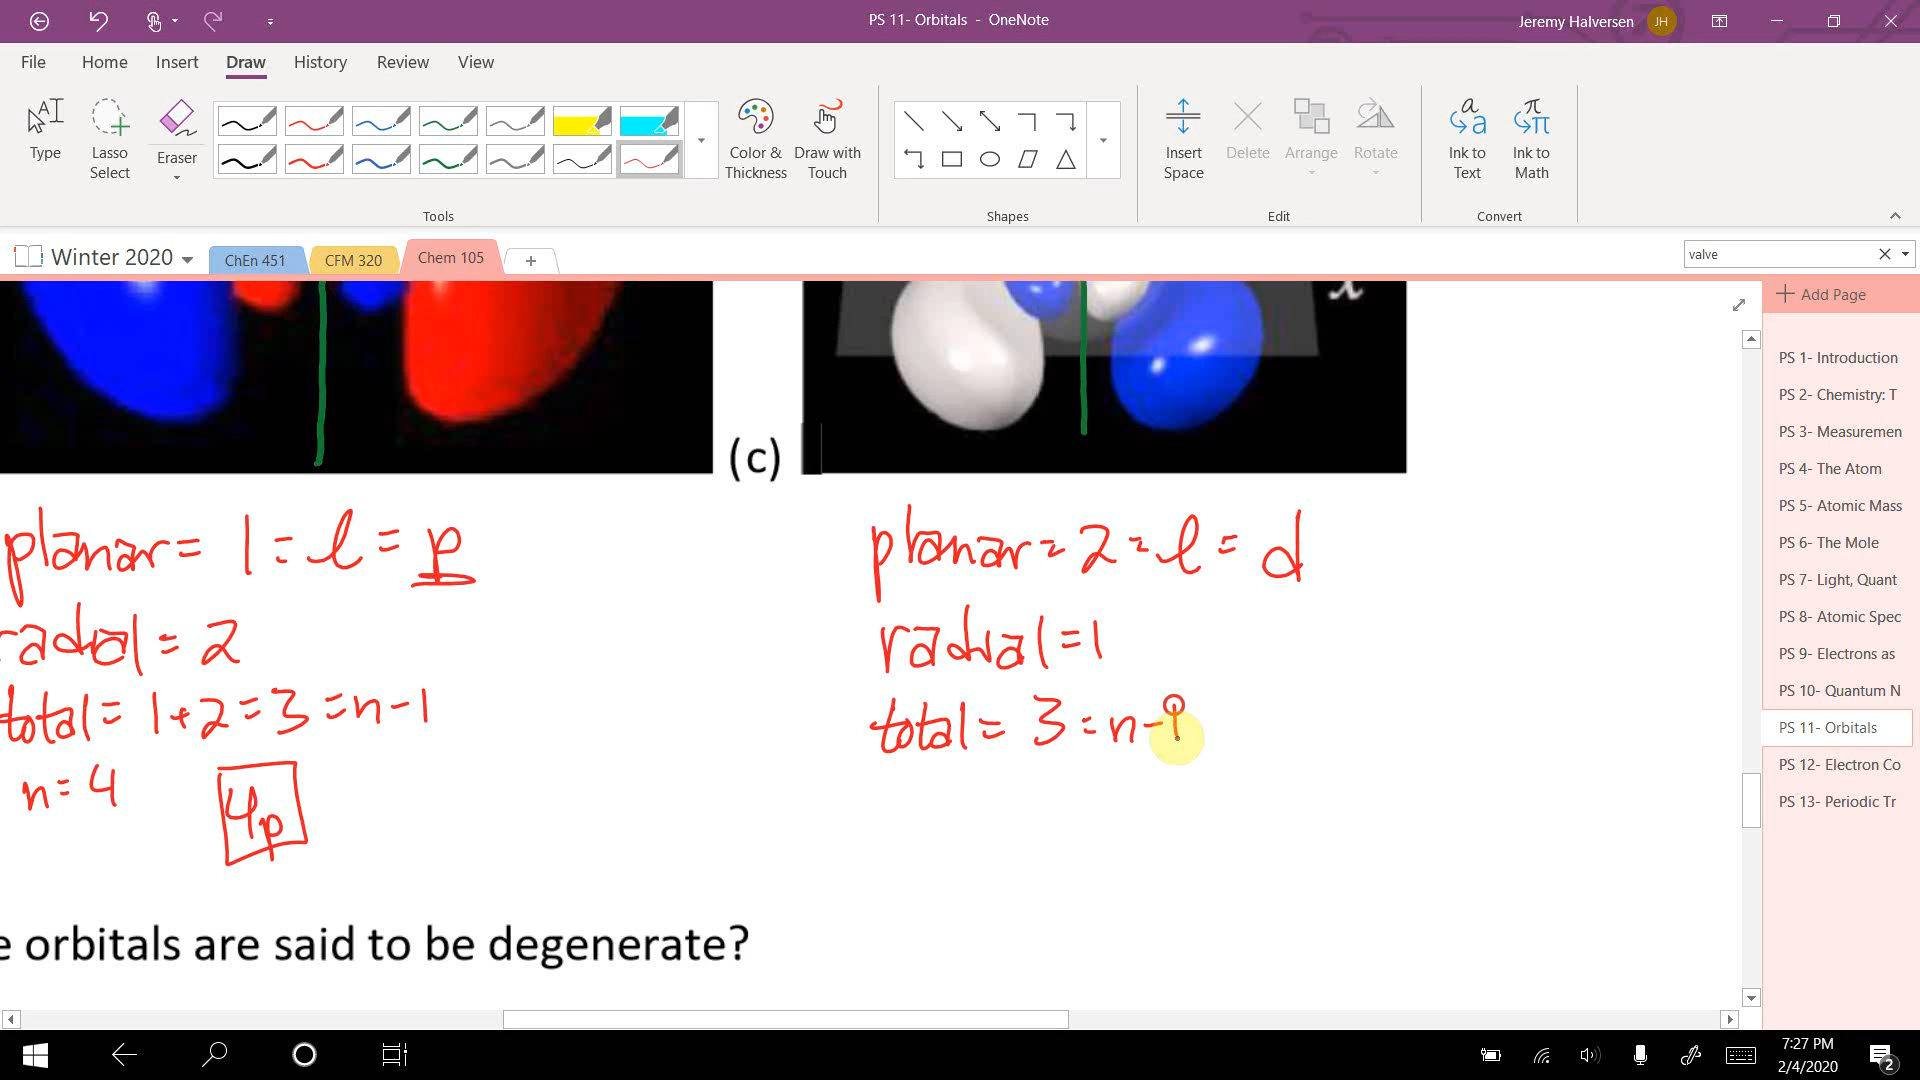 PS 11- Orbitals - OneNote
Jeremy Halversen
JH
File Home Insert Draw History Review View
Type
Lasso Select
Eraser
Color & Thickness
Draw with Touch
Insert Space
Delete
Arrange
Rotate
Ink to Text
Ink to Math
Tools
Shapes
Edit
Convert
Winter 2020
ChEn 451
CFM 320
Chem 105
valve
Add Page
PS 1- Introduction
PS 2- Chemistry: T
PS 3- Measuremen
PS 4- The Atom
PS 5- Atomic Mass
PS 6- The Mole
PS 7- Light, Quant
PS 8- Atomic Spec
PS 9- Electrons as
PS 10- Quantum N
PS 11- Orbitals
PS 12- Electron Co
PS 13- Periodic Tr
x
(c)
planar = 1 = l = p
radial = 2
total = 1+2 = 3 = n-1
n = 4
4p
planar = 2 = l = d
radial = 1
total = 3 = n-1
e orbitals are said to be degenerate?
7:27 PM
2/4/2020
2